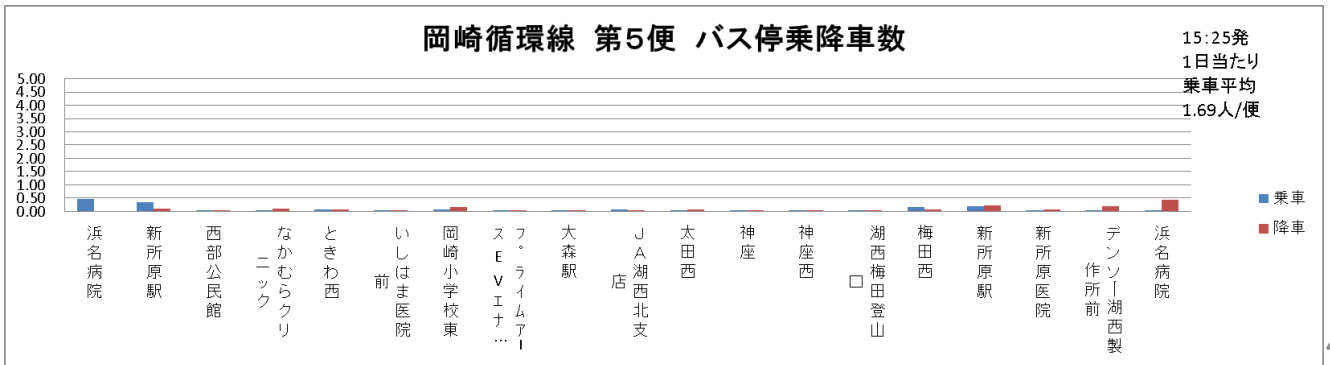 岡崎循環線 第5便 バス停乗降車数
15:25発
1日当たり
乗車平均
1.69人/便
5.00
4.50
4.00
3.50
3.00
2.50
2.00
1.50
1.00
0.50
0.00
乗車
降車
浜名病院
新所原駅
西部公民館
なかむらクリ
ニック
ときわ西
いしはま医院
前
岡崎小学校東
プライムアー
スEVエナ…
大森駅
JA湖西北支
店
太田西
神座
神座西
湖西梅田登山
口
梅田西
新所原駅
新所原医院
デンソー湖西製
作所前
浜名病院